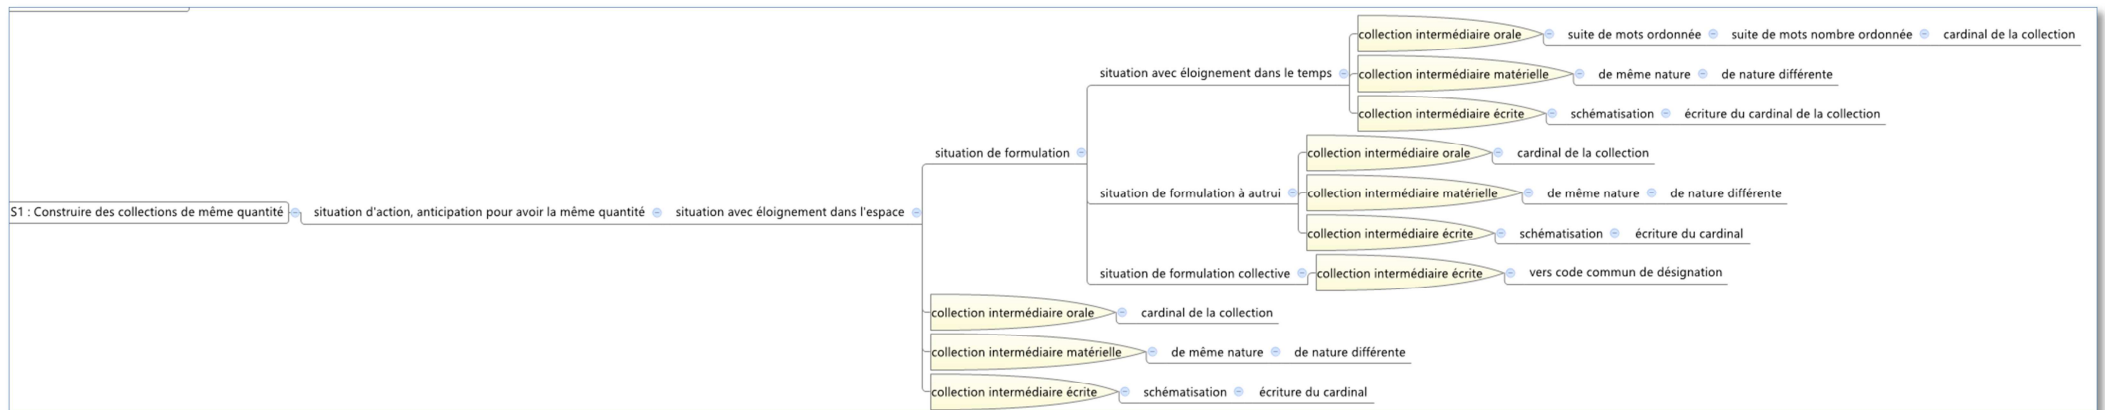 collection intermédiaire orale suite de mots ordonnée suite de mots nombre ordonnée cardinal de la collection
situation avec éloignement dans le temps collection intermédiaire matérielle de même nature de nature différente
collection intermédiaire écrite schématisation écriture du cardinal de la collection
situation de formulation collection intermédiaire orale cardinal de la collection
situation de formulation à autrui collection intermédiaire matérielle de même nature de nature différente
S1 : Construire des collections de même quantité situation d'action, anticipation pour avoir la même quantité situation avec éloignement dans l'espace
collection intermédiaire écrite schématisation écriture du cardinal
situation de formulation collective collection intermédiaire écrite vers code commun de désignation
collection intermédiaire orale cardinal de la collection
collection intermédiaire matérielle de même nature de nature différente
collection intermédiaire écrite schématisation écriture du cardinal